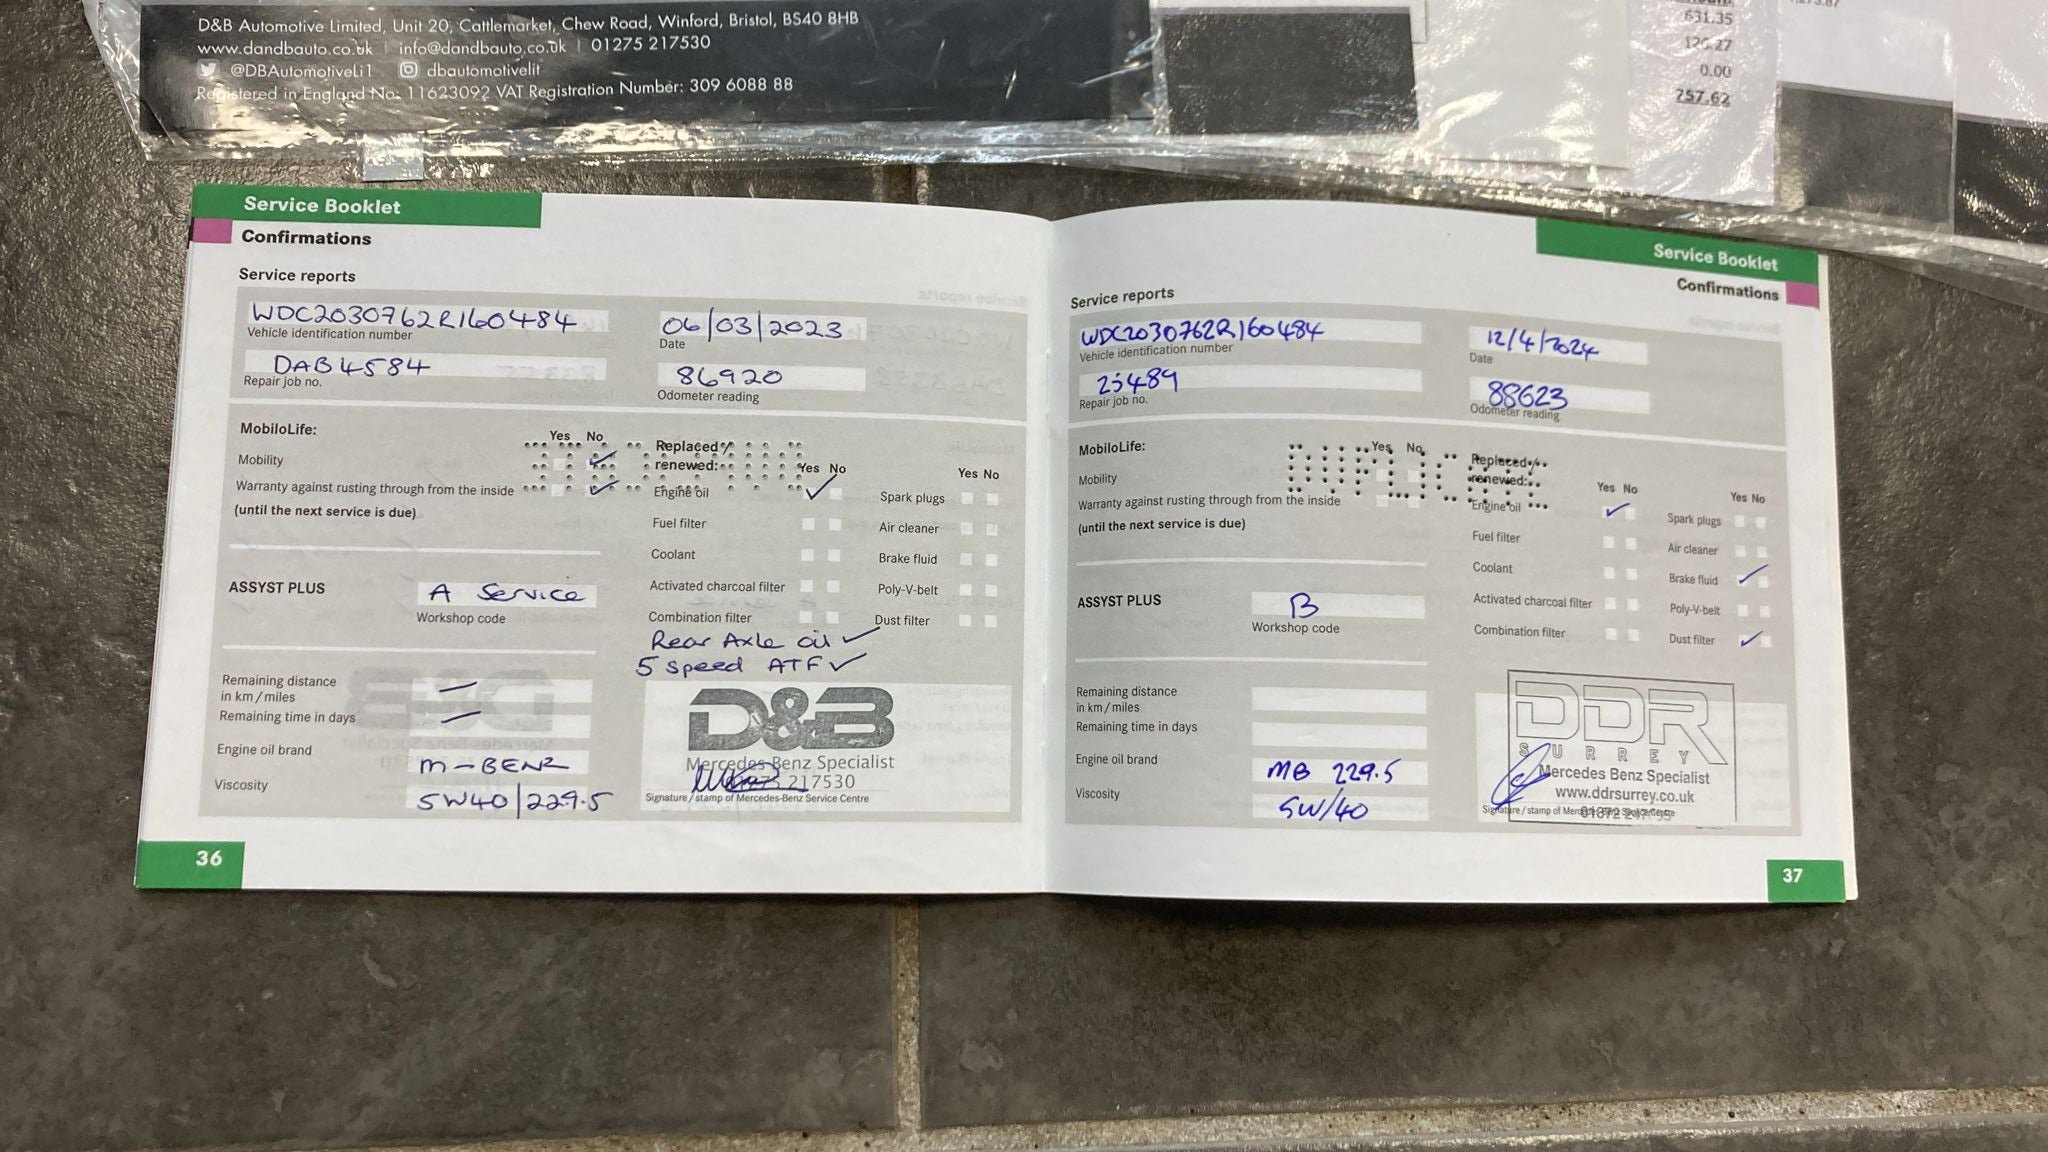 D&B Automotive Limited, Unit 20, Cattlemarket, Chew Road, Winford, Bristol, BS40 8HB
www.dandbauto.co.uk | info@dandbauto.co.uk | 01275 217530
@DBAutomotiveLi1 dbautomotivelit
Registered in England No: 11623092 VAT Registration Number: 309 6088 88
631.35
126.27
0.00
757.62
Service Booklet
Confirmations
Service reports
WDC2030762R160484
Vehicle identification number
06/03/2023
Date
DAB4584
Repair job no.
86920
Odometer reading
MobiloLife:
Yes No
Mobility
Warranty against rusting through from the inside
(until the next service is due)
Replaced/
renewed:
Yes No
Engine oil
Fuel filter
Coolant
Activated charcoal filter
Combination filter
Yes No
Spark plugs
Air cleaner
Brake fluid
Poly-V-belt
Dust filter
Rear Axle oil ✓
5 speed ATF ✓
ASSYST PLUS
A Service
Workshop code
Remaining distance
in km/miles
Remaining time in days
Engine oil brand
M-BENZ
Viscosity
5W40/229.5
D&B
Mercedes Benz Specialist
217530
Signature/stamp of Mercedes-Benz Service Centre
36
Service Booklet
Confirmations
Service reports
WDC2030762R160484
Vehicle identification number
12/4/2024
Date
25489
Repair job no.
88623
Odometer reading
MobiloLife:
Yes No
Mobility
Warranty against rusting through from the inside
(until the next service is due)
DUPLICATE
Replaced/
renewed:
Yes No
Engine oil
Fuel filter
Coolant
Activated charcoal filter
Combination filter
Yes No
Spark plugs
Air cleaner
Brake fluid
Poly-V-belt
Dust filter
ASSYST PLUS
B
Workshop code
Remaining distance
in km/miles
Remaining time in days
Engine oil brand
MB 229.5
Viscosity
5W/40
DDR
SURREY
Mercedes Benz Specialist
www.ddrsurrey.co.uk
Signature/stamp of Mercedes-Benz Service Centre
37